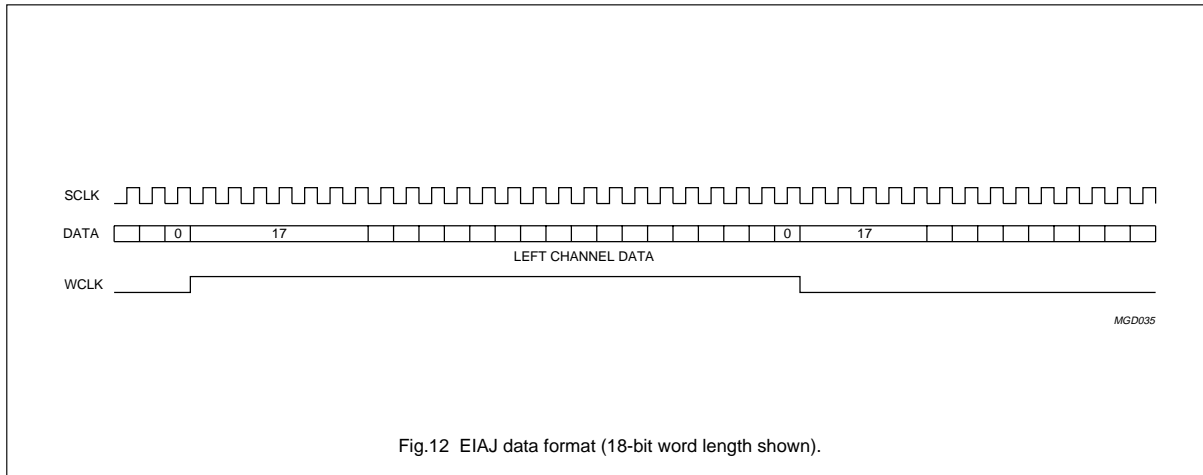 SCLK
DATA 0 17 0 17
LEFT CHANNEL DATA
WCLK
MGD035
Fig.12 EIAJ data format (18-bit word length shown).